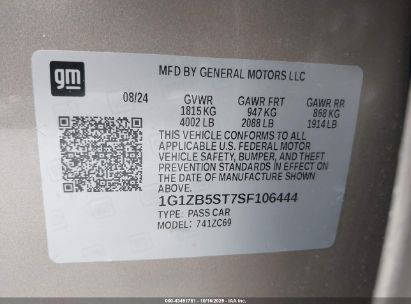 gm
MFD BY GENERAL MOTORS LLC
08/24 GVWR GAWR FRT GAWR RR
1815 KG 947 KG 868 KG
4002 LB 2088 LB 1914 LB
THIS VEHICLE CONFORMS TO ALL
APPLICABLE U.S. FEDERAL MOTOR
VEHICLE SAFETY, BUMPER, AND THEFT
PREVENTION STANDARDS IN EFFECT ON
THE DATE OF MANUFACTURE SHOWN ABOVE.
1G1ZB5ST7SF106444
TYPE: PASS CAR
MODEL: 741ZC69